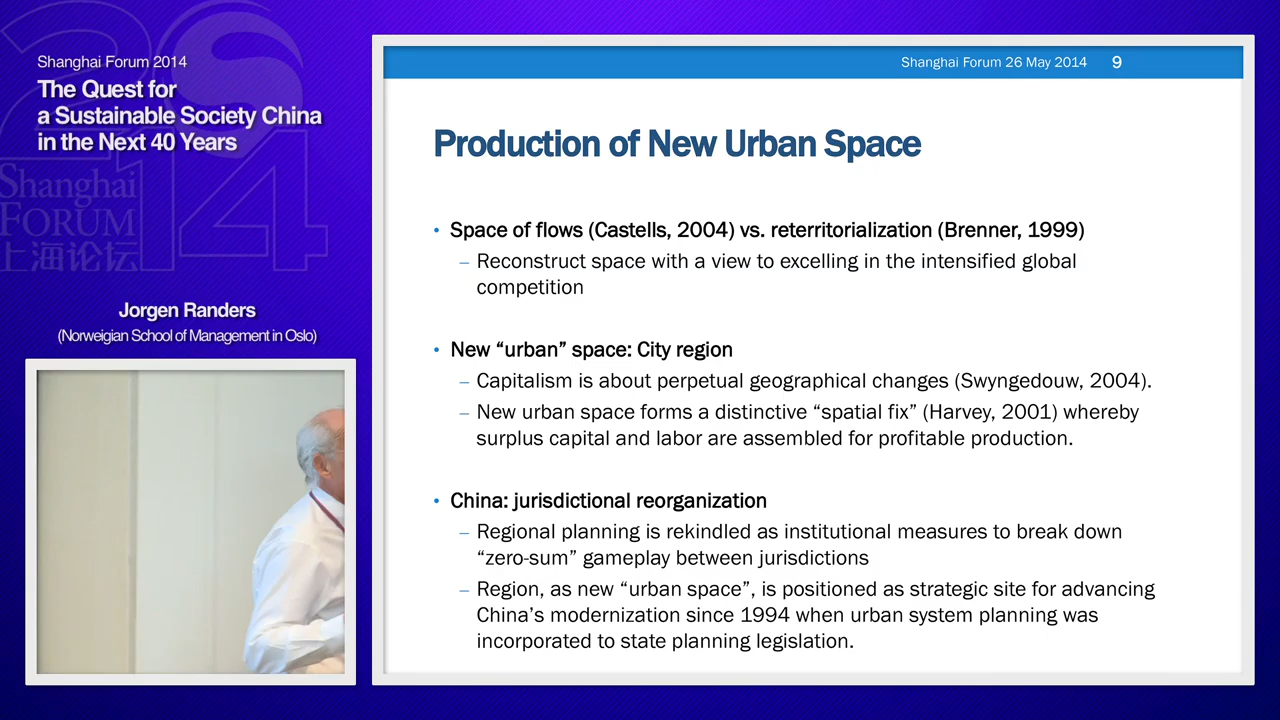 Shanghai Forum 2014
The Quest for
a Sustainable Society China
in the Next 40 Years
2014
Shanghai
FORUM
上海论坛
Jorgen Randers
(Norwegian School of Management in Oslo)
Shanghai Forum 26 May 2014 9
Production of New Urban Space
• Space of flows (Castells, 2004) vs. reterritorialization (Brenner, 1999)
– Reconstruct space with a view to excelling in the intensified global
competition
• New “urban” space: City region
– Capitalism is about perpetual geographical changes (Swyngedouw, 2004).
– New urban space forms a distinctive “spatial fix” (Harvey, 2001) whereby
surplus capital and labor are assembled for profitable production.
• China: jurisdictional reorganization
– Regional planning is rekindled as institutional measures to break down
“zero-sum” gameplay between jurisdictions
– Region, as new “urban space”, is positioned as strategic site for advancing
China’s modernization since 1994 when urban system planning was
incorporated to state planning legislation.